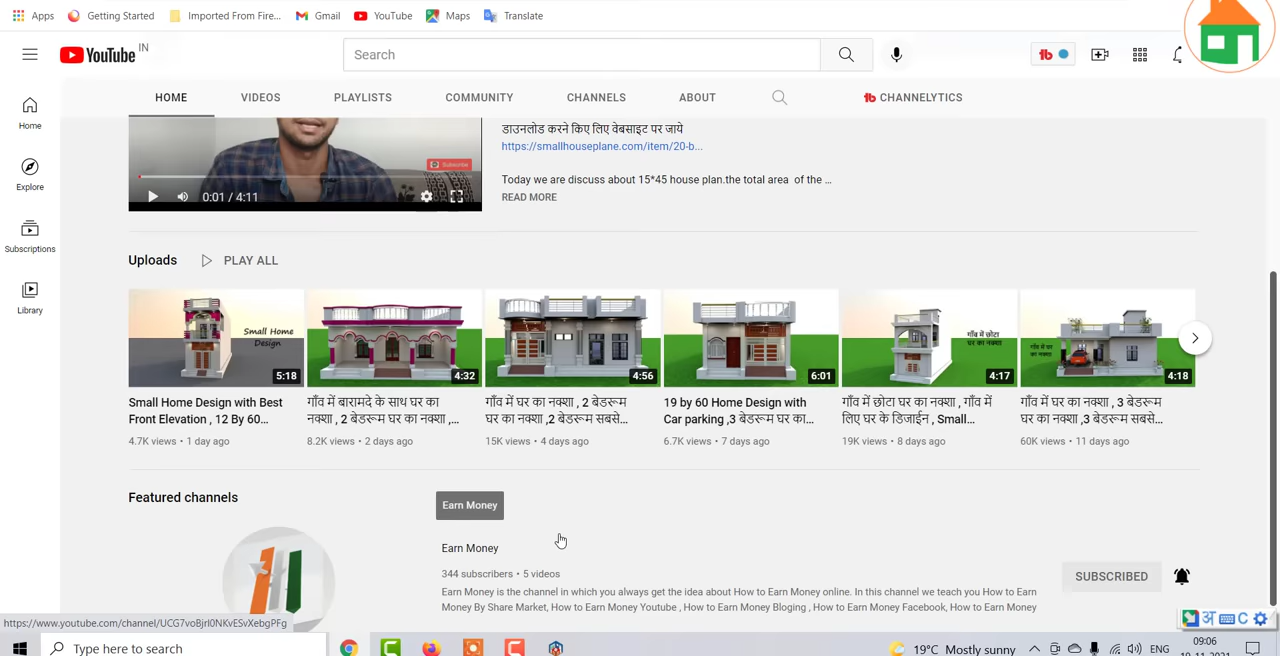 Apps Getting Started Imported From Fire... Gmail YouTube Maps Translate
YouTube IN
Search
tb
HOME VIDEOS PLAYLISTS COMMUNITY CHANNELS ABOUT tb CHANNELYTICS
Home
Explore
Subscriptions
Library
Subscribe
0:01 / 4:11
डाउनलोड करने किए लिए वेबसाइट पर जाये
https://smallhouseplane.com/item/20-b...
Today we are discuss about 15*45 house plan.the total area of the ...
READ MORE
Uploads PLAY ALL
Small Home
Design
5:18
4:32
4:56
6:01
गाँव में छोटा
घर का नक्शा
4:17
गाँव में छोटा
घर का नक्शा
4:18
Small Home Design with Best
Front Elevation , 12 By 60...
4.7K views • 1 day ago
गाँव में बारामदे के साथ घर का
नक्शा , 2 बेडरूम घर का नक्शा ,...
8.2K views • 2 days ago
गाँव में घर का नक्शा , 2 बेडरूम
घर का नक्शा ,2 बेडरूम सबसे...
15K views • 4 days ago
19 by 60 Home Design with
Car parking ,3 बेडरूम घर का...
6.7K views • 7 days ago
गाँव में छोटा घर का नक्शा , गाँव में
लिए घर के डिजाईन , Small...
19K views • 8 days ago
गाँव में घर का नक्शा , 3 बेडरूम
घर का नक्शा ,3 बेडरूम सबसे...
60K views • 11 days ago
Featured channels
Earn Money
Earn Money
344 subscribers • 5 videos
Earn Money is the channel in which you always get the idea about How to Earn Money online. In this channel we teach you How to Earn
Money By Share Market, How to Earn Money Youtube , How to Earn Money Bloging , How to Earn Money Facebook, How to Earn Money
SUBSCRIBED
https://www.youtube.com/channel/UCG7voBjrl0NKvESvXebgPFg
अ C
Type here to search
19°C Mostly sunny ENG
09:06
19-11-2021